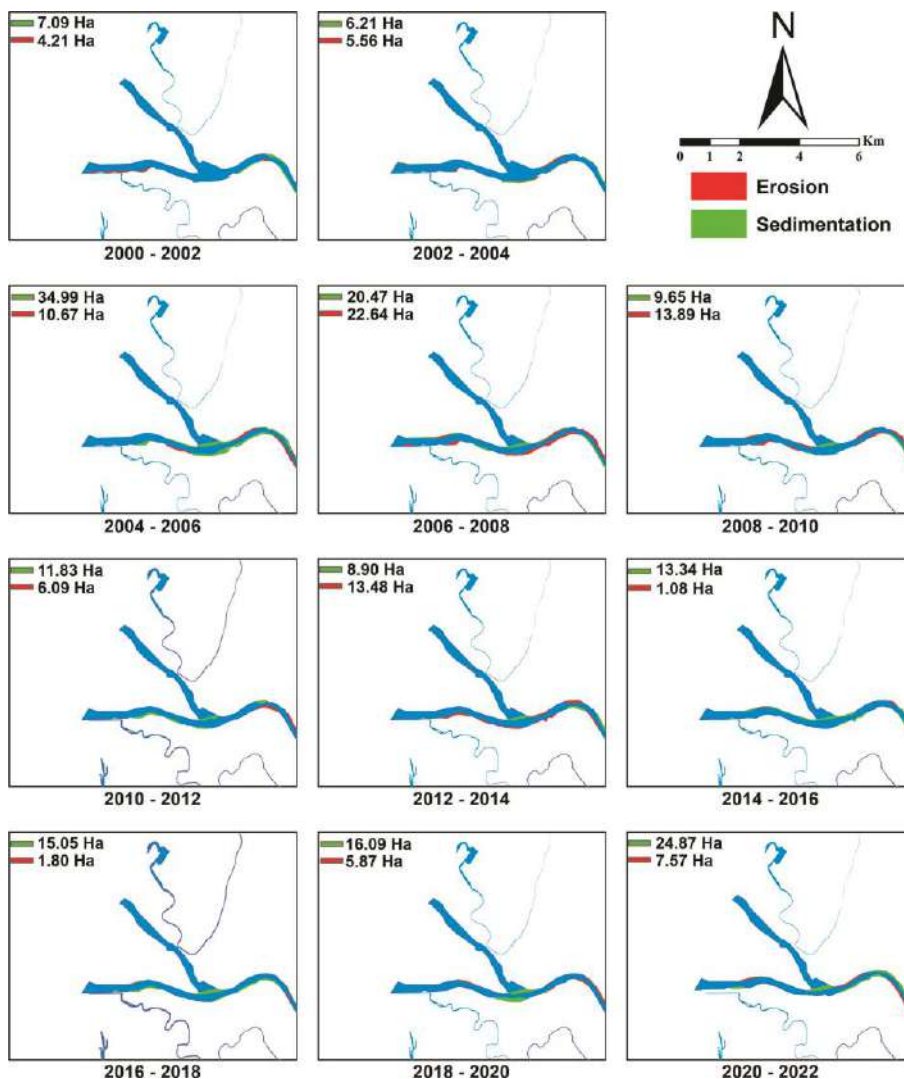 7.09 Ha
4.21 Ha
2000 - 2002
6.21 Ha
5.56 Ha
2002 - 2004
N
Km
0 1 2 4 6
Erosion
Sedimentation
34.99 Ha
10.67 Ha
2004 - 2006
20.47 Ha
22.64 Ha
2006 - 2008
9.65 Ha
13.89 Ha
2008 - 2010
11.83 Ha
6.09 Ha
2010 - 2012
8.90 Ha
13.48 Ha
2012 - 2014
13.34 Ha
1.08 Ha
2014 - 2016
15.05 Ha
1.80 Ha
2016 - 2018
16.09 Ha
5.87 Ha
2018 - 2020
24.87 Ha
7.57 Ha
2020 - 2022